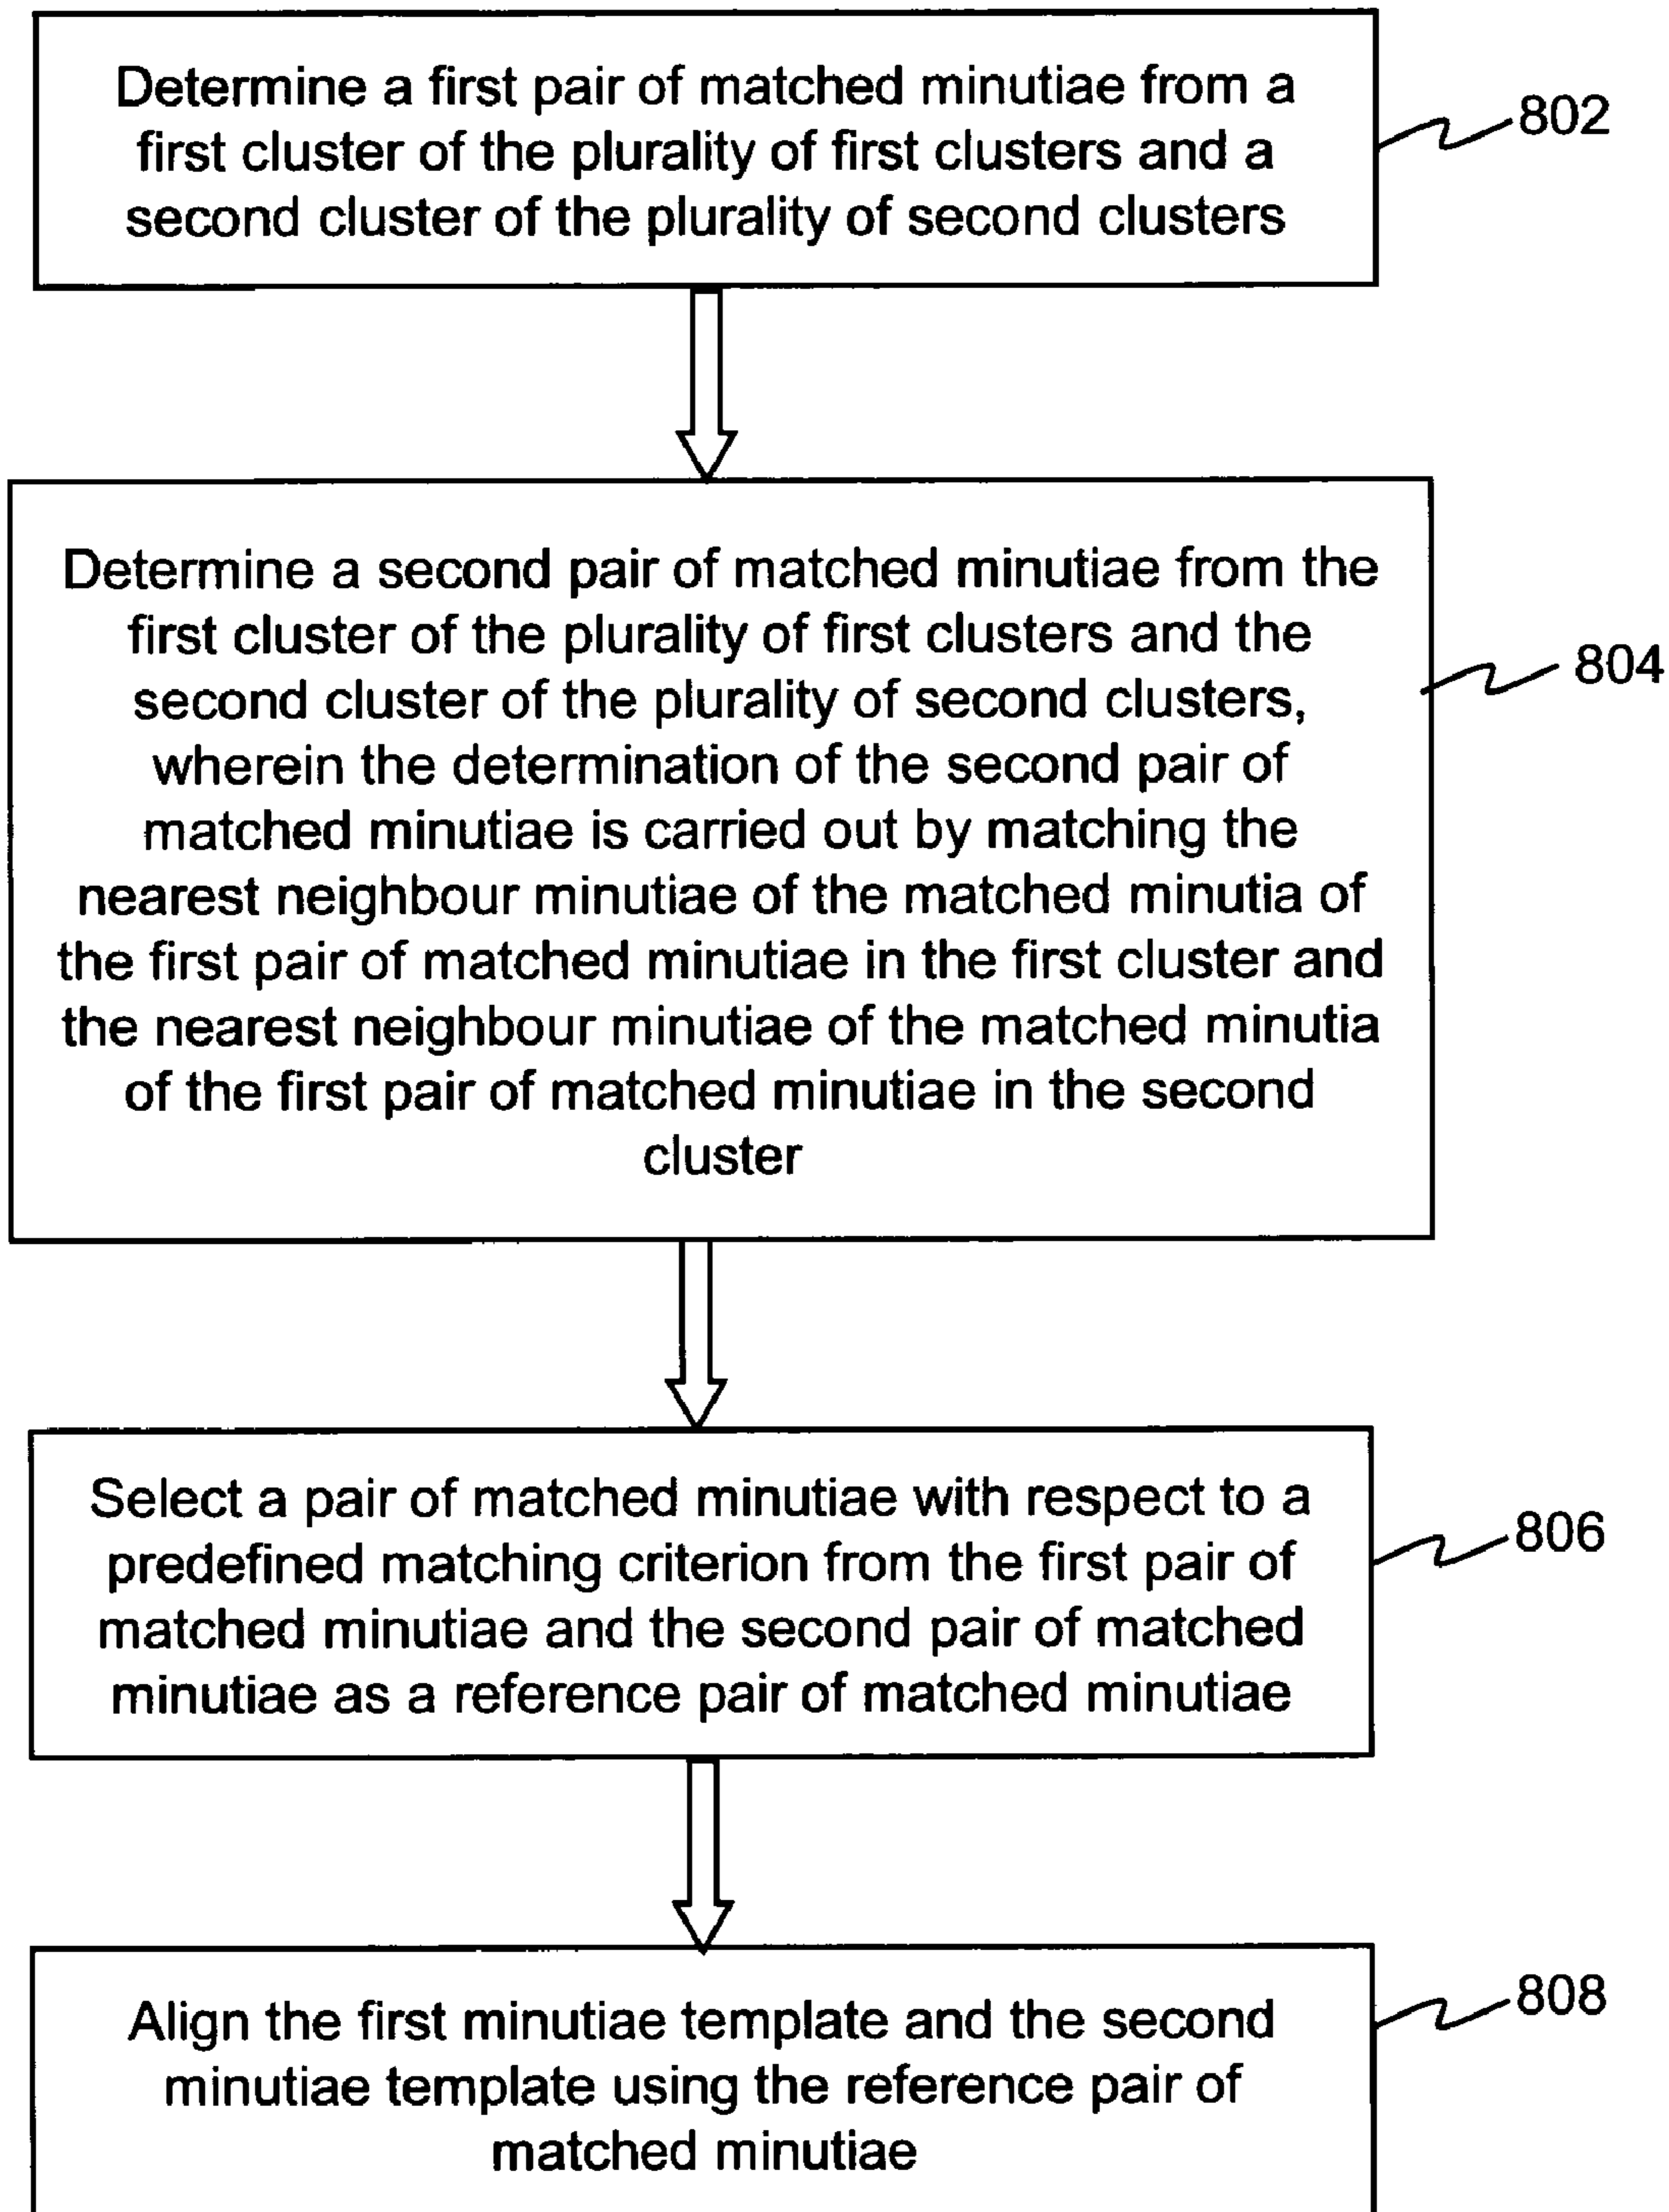 Determine a first pair of matched minutiae from a
first cluster of the plurality of first clusters and a
second cluster of the plurality of second clusters
802
Determine a second pair of matched minutiae from the
first cluster of the plurality of first clusters and the
second cluster of the plurality of second clusters,
wherein the determination of the second pair of
matched minutiae is carried out by matching the
nearest neighbour minutiae of the matched minutia of
the first pair of matched minutiae in the first cluster and
the nearest neighbour minutiae of the matched minutia
of the first pair of matched minutiae in the second
cluster
804
Select a pair of matched minutiae with respect to a
predefined matching criterion from the first pair of
matched minutiae and the second pair of matched
minutiae as a reference pair of matched minutiae
806
Align the first minutiae template and the second
minutiae template using the reference pair of
matched minutiae
808